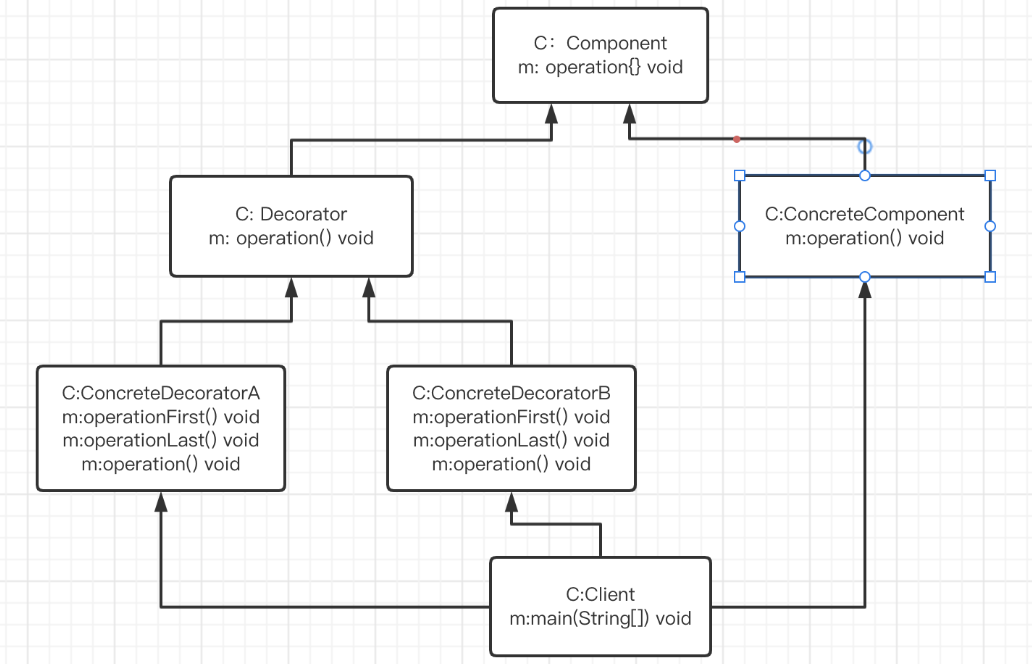 C：Component
m: operation{} void
C: Decorator
m: operation() void
C:ConcreteComponent
m:operation() void
C:ConcreteDecoratorA
m:operationFirst() void
m:operationLast() void
m:operation() void
C:ConcreteDecoratorB
m:operationFirst() void
m:operationLast() void
m:operation() void
C:Client
m:main(String[]) void